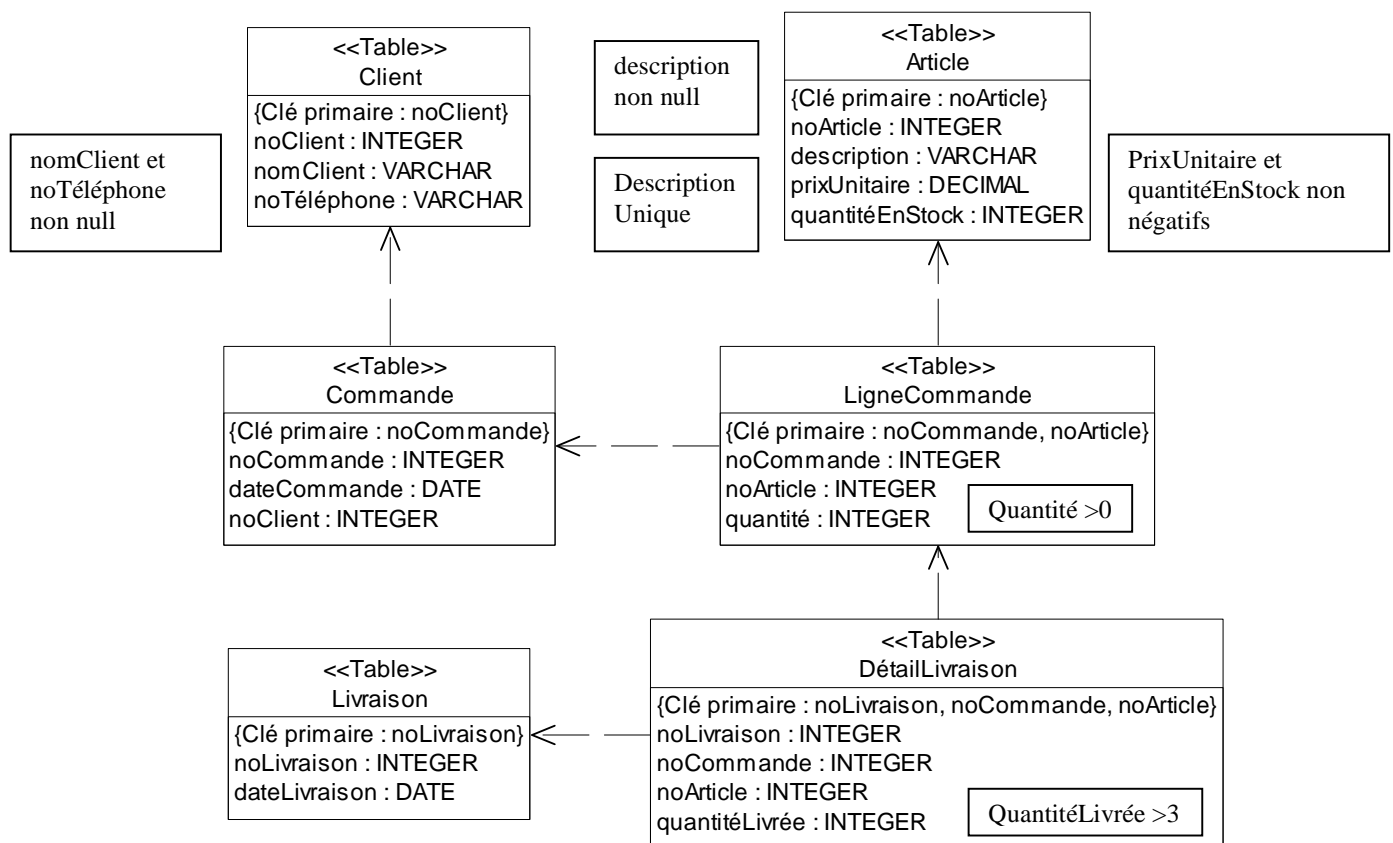 <<Table>>
Client
{Clé primaire : noClient}
noClient : INTEGER
nomClient : VARCHAR
noTéléphone : VARCHAR
nomClient et
noTéléphone
non null
description
non null
Description
Unique
<<Table>>
Article
{Clé primaire : noArticle}
noArticle : INTEGER
description : VARCHAR
prixUnitaire : DECIMAL
quantitéEnStock : INTEGER
PrixUnitaire et
quantitéEnStock non
négatifs
<<Table>>
Commande
{Clé primaire : noCommande}
noCommande : INTEGER
dateCommande : DATE
noClient : INTEGER
<<Table>>
LigneCommande
{Clé primaire : noCommande, noArticle}
noCommande : INTEGER
noArticle : INTEGER
quantité : INTEGER
Quantité >0
<<Table>>
Livraison
{Clé primaire : noLivraison}
noLivraison : INTEGER
dateLivraison : DATE
<<Table>>
DétailLivraison
{Clé primaire : noLivraison, noCommande, noArticle}
noLivraison : INTEGER
noCommande : INTEGER
noArticle : INTEGER
quantitéLivrée : INTEGER
QuantitéLivrée >3